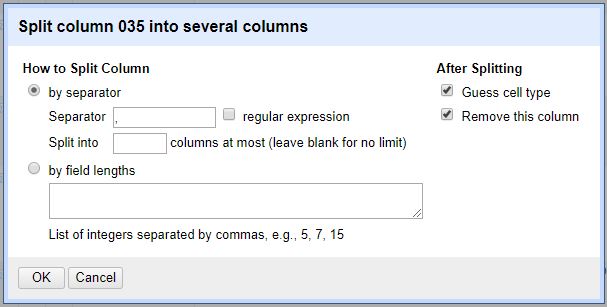 Split column 035 into several columns
How to Split Column
After Splitting
by separator
Guess cell type
Separator , regular expression
Remove this column
Split into columns at most (leave blank for no limit)
by field lengths
List of integers separated by commas, e.g., 5, 7, 15
OK Cancel